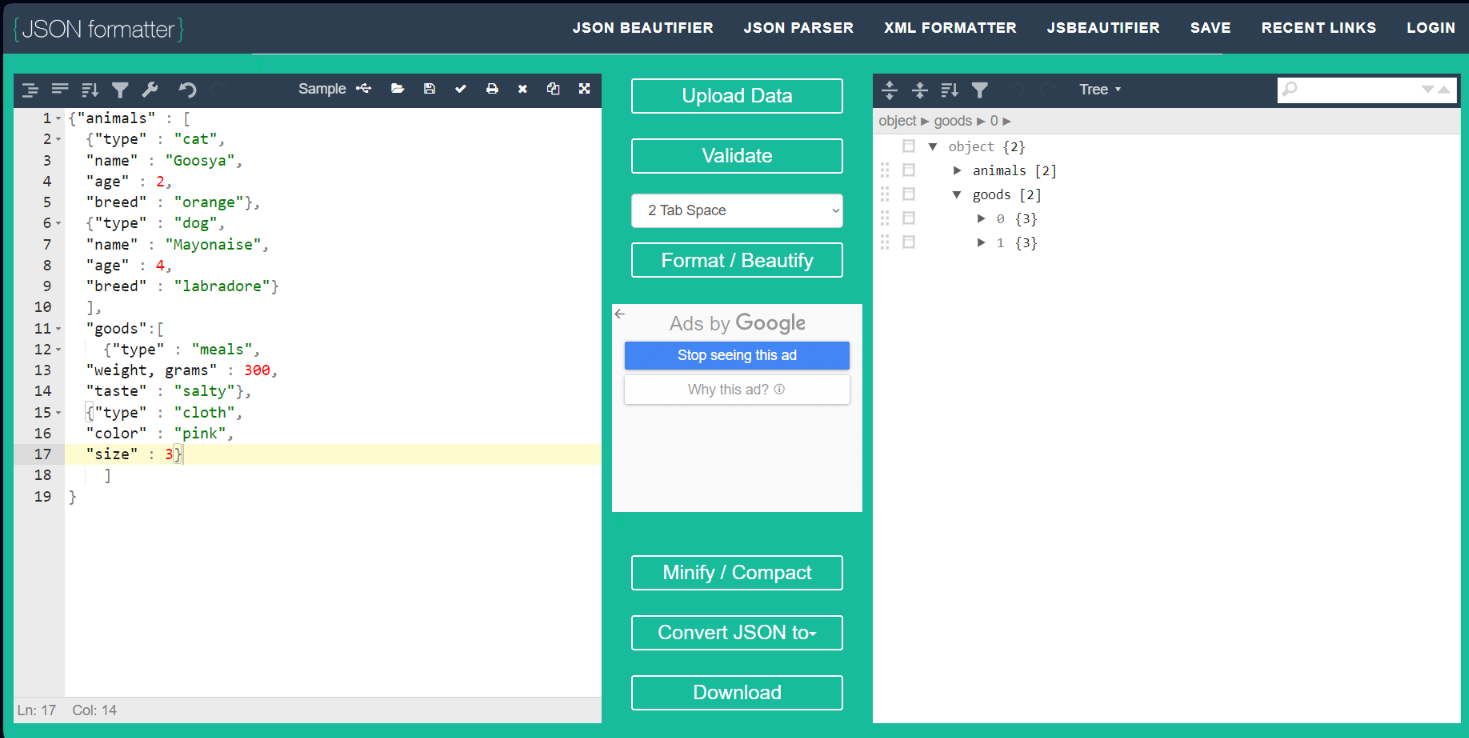 {JSON formatter}
JSON BEAUTIFIER JSON PARSER XML FORMATTER JSBEAUTIFIER SAVE RECENT LINKS LOGIN
Sample
1 {"animals" : [
2 {"type" : "cat",
3 "name" : "Goosya",
4 "age" : 2,
5 "breed" : "orange"},
6 {"type" : "dog",
7 "name" : "Mayonaise",
8 "age" : 4,
9 "breed" : "labradore"}
10 ],
11 "goods":[
12 {"type" : "meals",
13 "weight, grams" : 300,
14 "taste" : "salty"},
15 {"type" : "cloth",
16 "color" : "pink",
17 "size" : 3}
18 ]
19 }
Ln: 17 Col: 14
Upload Data
Validate
2 Tab Space
Format / Beautify
Ads by Google
Stop seeing this ad
Why this ad?
Minify / Compact
Convert JSON to
Download
Tree
object ► goods ► 0 ►
▼ object {2}
► animals [2]
▼ goods [2]
► 0 {3}
► 1 {3}